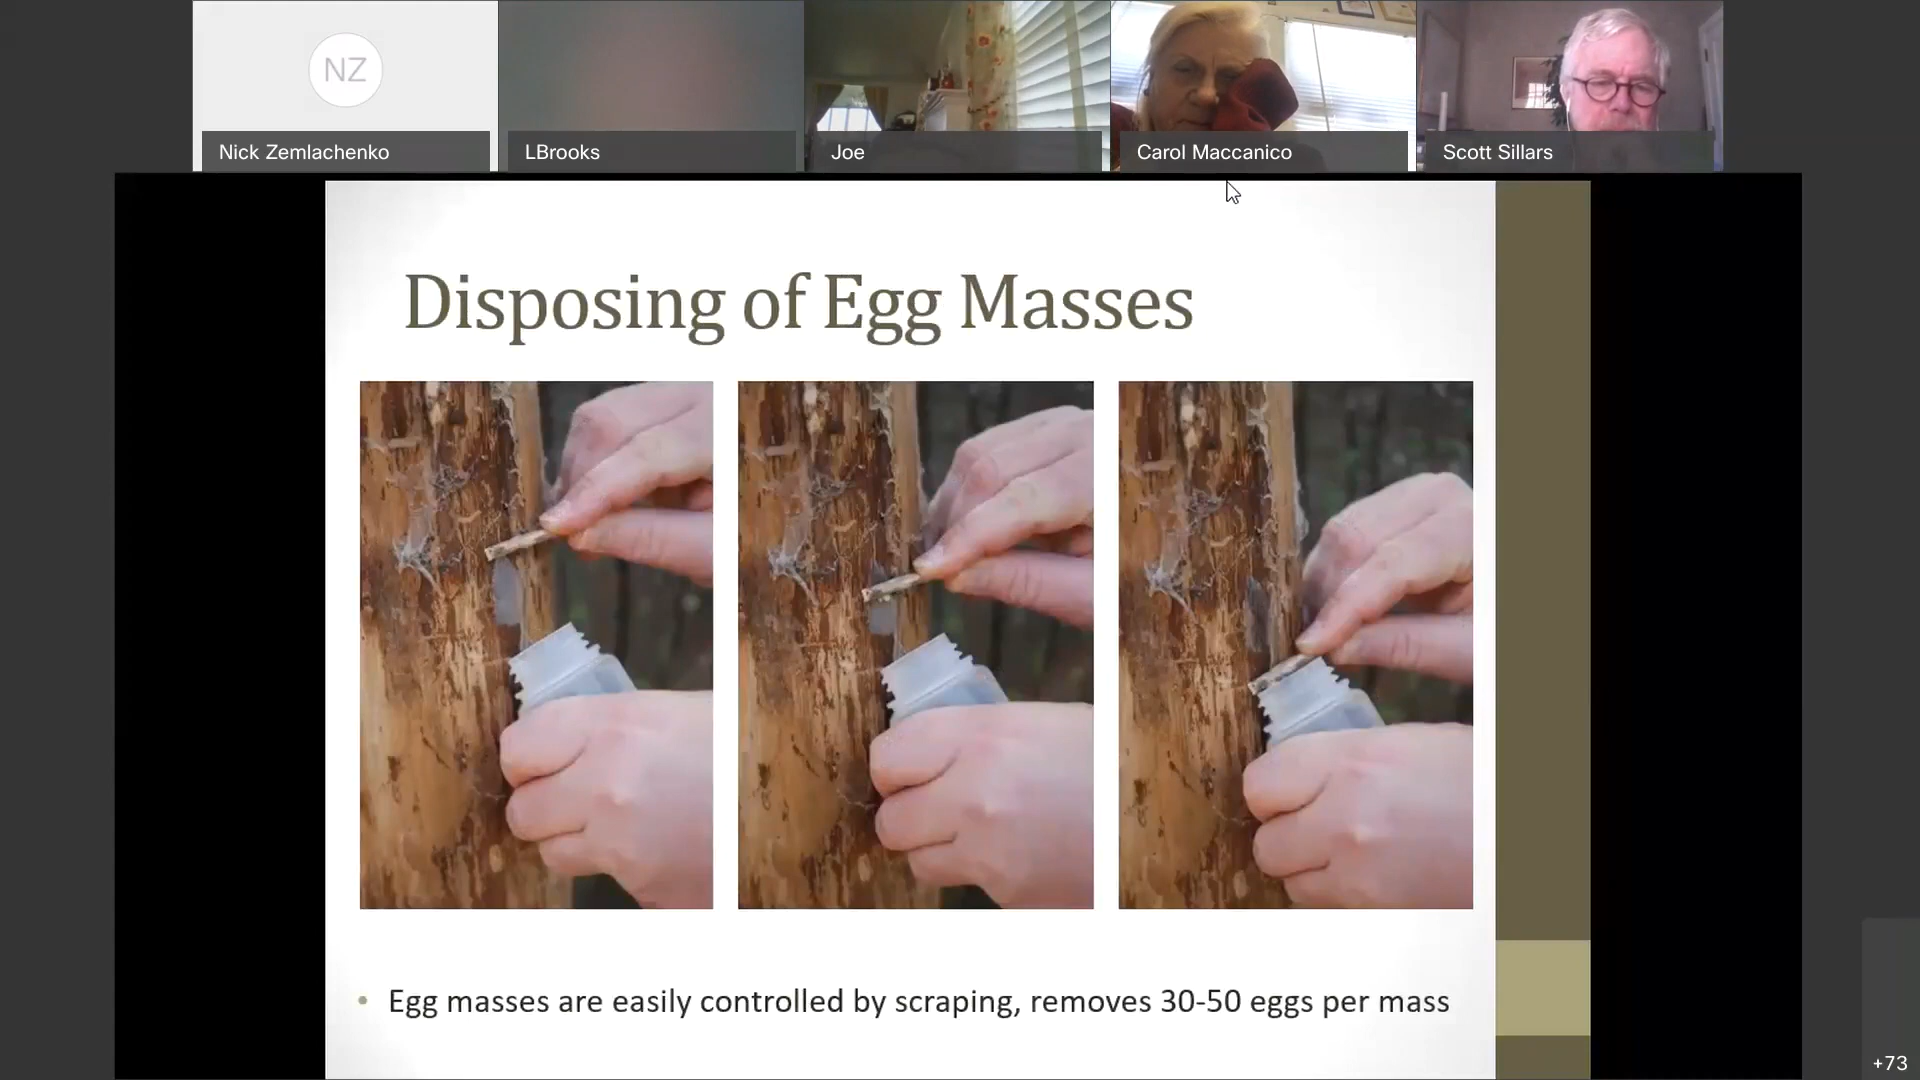 NZ
Nick Zemlachenko
LBrooks
Joe
Carol Maccanico
Scott Sillars
Disposing of Egg Masses
• Egg masses are easily controlled by scraping, removes 30-50 eggs per mass
+73